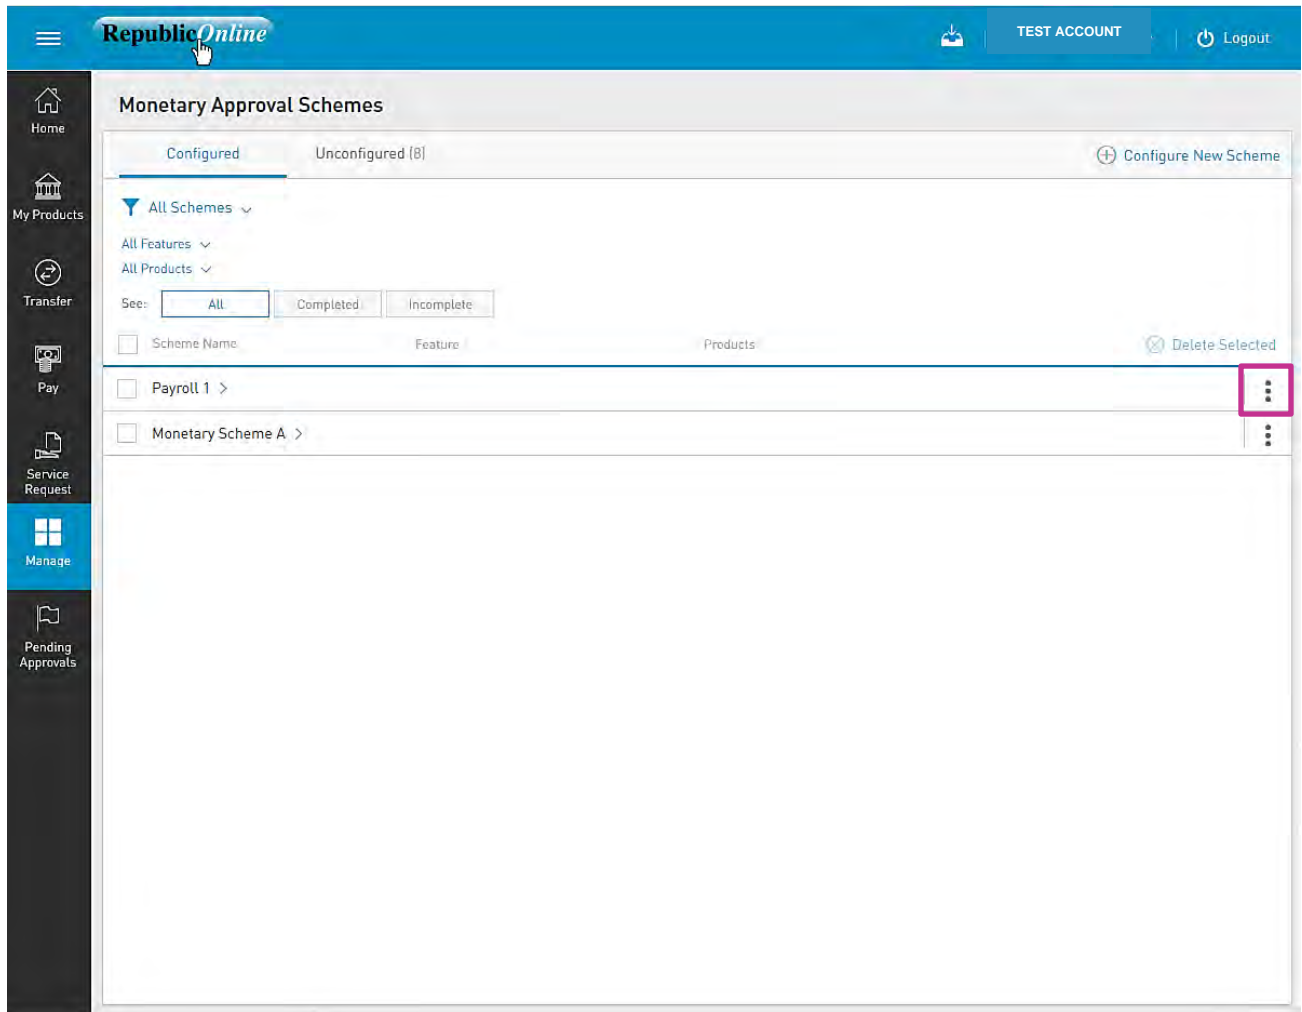 RepublicOnline
TEST ACCOUNT
Logout
Home
My Products
Transfer
Pay
Service
Request
Manage
Pending
Approvals
Monetary Approval Schemes
Configured
Unconfigured (8)
Configure New Scheme
All Schemes
All Features
All Products
See: All Completed Incomplete
Scheme Name Feature Products Delete Selected
Payroll 1 >
Monetary Scheme A >